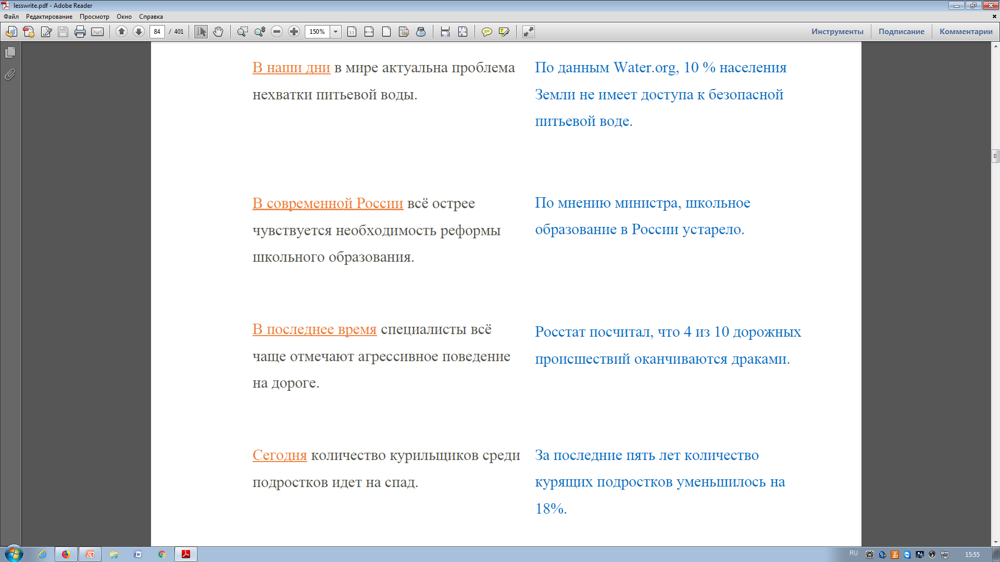 lesswrite.pdf - Adobe Reader
Файл Редактирование Просмотр Окно Справка
84 / 401 150% Инструменты Подписание Комментарии
В наши дни в мире актуальна проблема
нехватки питьевой воды.
По данным Water.org, 10 % населения
Земли не имеет доступа к безопасной
питьевой воде.
В современной России всё острее
чувствуется необходимость реформы
школьного образования.
По мнению министра, школьное
образование в России устарело.
В последнее время специалисты всё
чаще отмечают агрессивное поведение
на дороге.
Росстат посчитал, что 4 из 10 дорожных
происшествий оканчиваются драками.
Сегодня количество курильщиков среди
подростков идет на спад.
За последние пять лет количество
курящих подростков уменьшилось на
18%.
RU 15:55